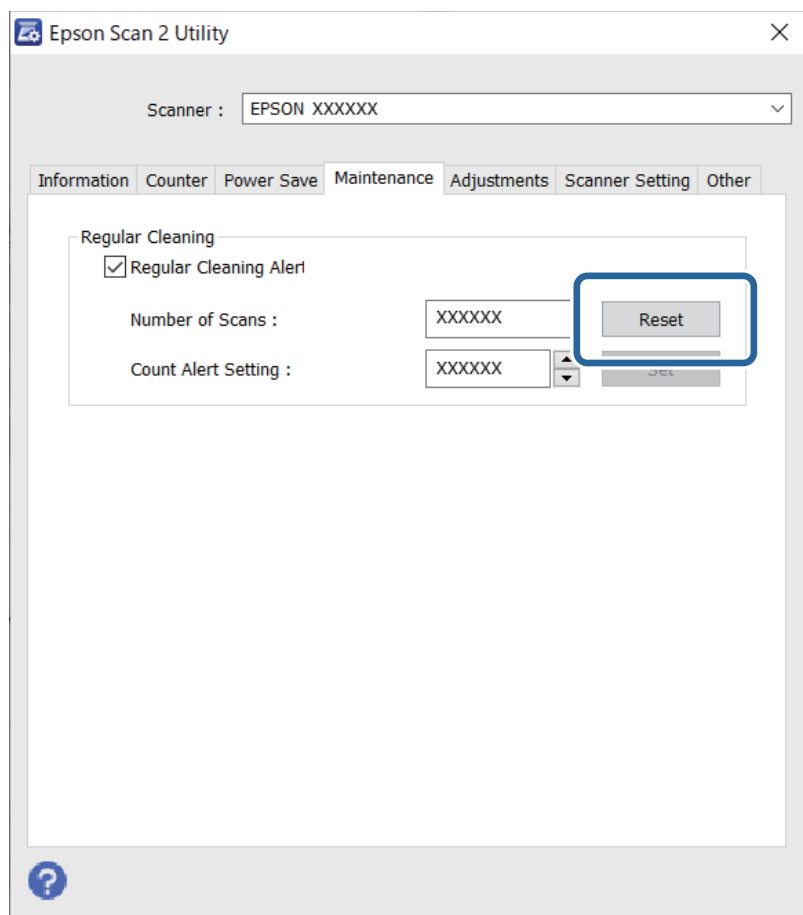 Epson Scan 2 Utility
Scanner : EPSON XXXXXX
Information Counter Power Save Maintenance Adjustments Scanner Setting Other
Regular Cleaning
Regular Cleaning Alert
Number of Scans : XXXXXX Reset
Count Alert Setting : XXXXXX Set
?